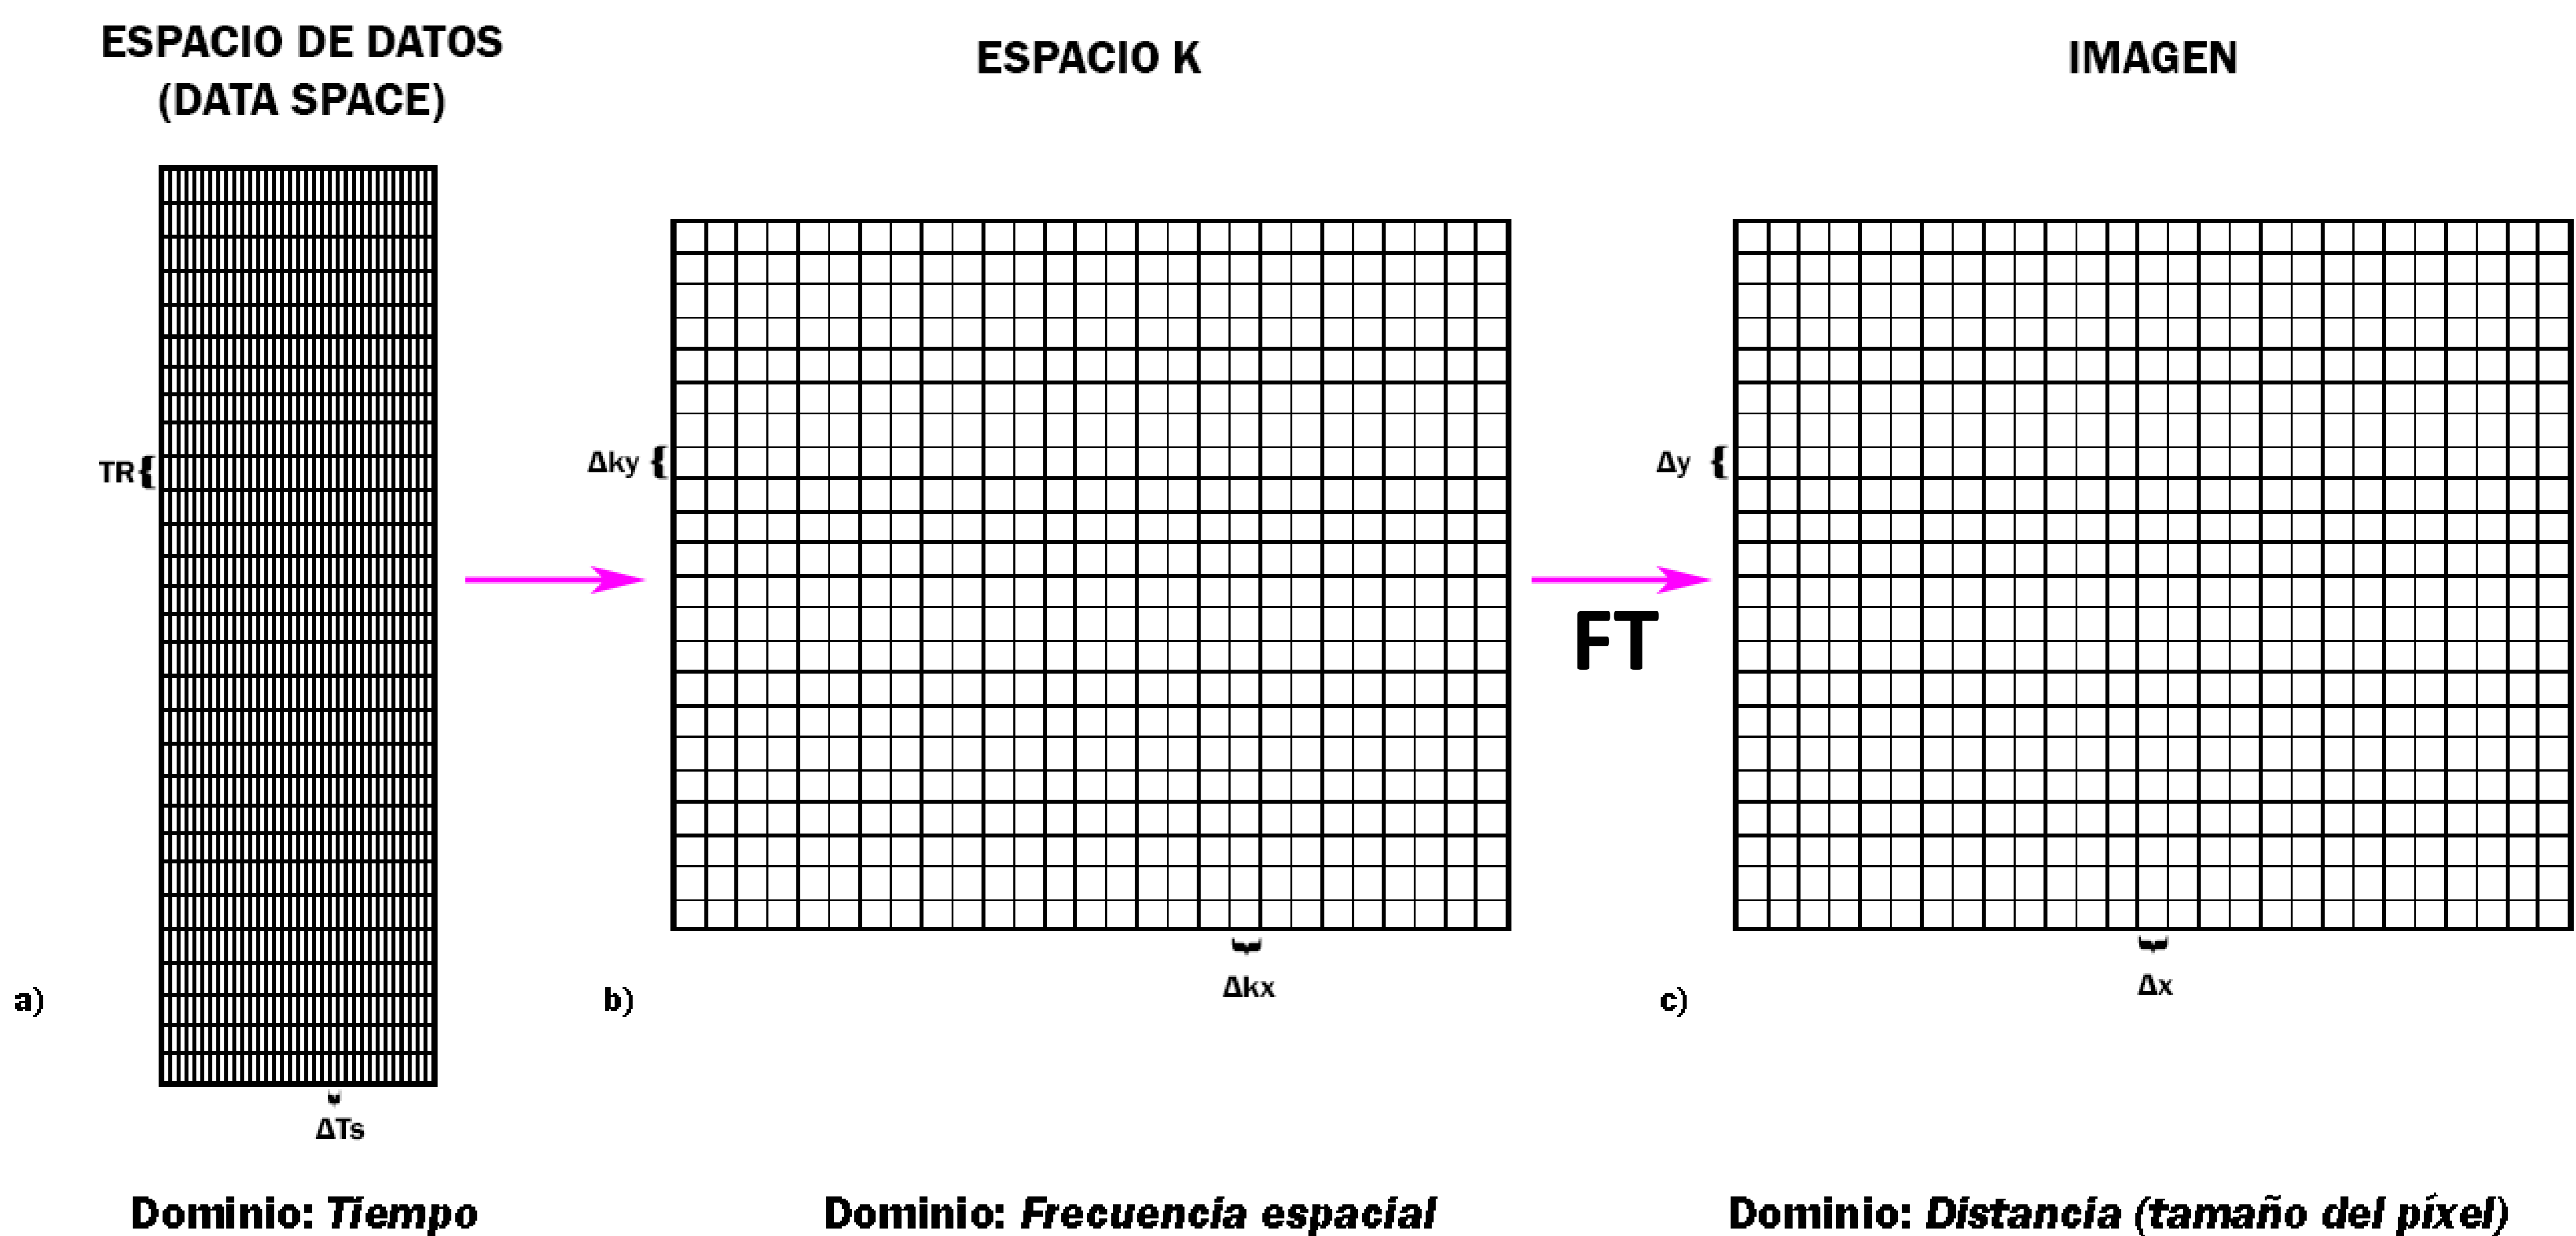 ESPACIO DE DATOS
(DATA SPACE)
ESPACIO K
IMAGEN
TR{
Δky {
Δy {
FT
ΔTs
Δkx
Δx
a)
b)
c)
Dominio: Tiempo
Dominio: Frecuencia espacial
Dominio: Distancia (tamaño del píxel)